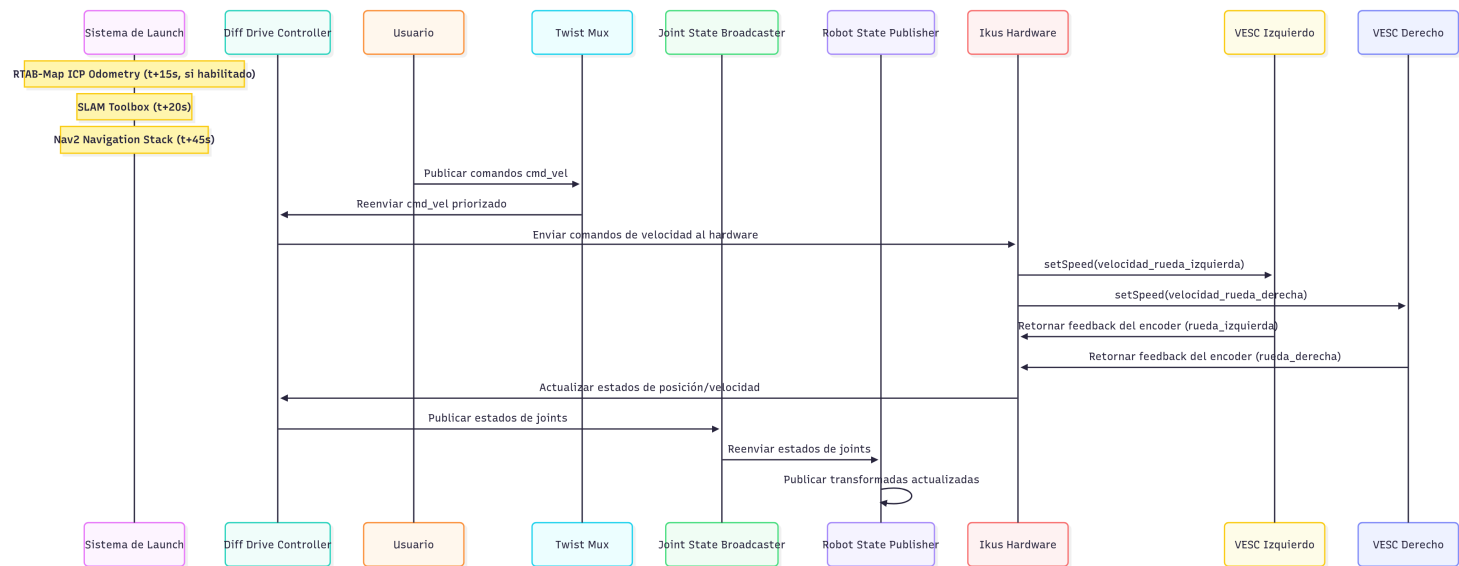 Sistema de Launch
Diff Drive Controller
Usuario
Twist Mux
Joint State Broadcaster
Robot State Publisher
Ikus Hardware
VESC Izquierdo
VESC Derecho
RTAB-Map ICP Odometry (t+15s, si habilitado)
SLAM Toolbox (t+20s)
Nav2 Navigation Stack (t+45s)
Publicar comandos cmd_vel
Reenviar cmd_vel priorizado
Enviar comandos de velocidad al hardware
setSpeed(velocidad_rueda_izquierda)
setSpeed(velocidad_rueda_derecha)
Retornar feedback del encoder (rueda_izquierda)
Retornar feedback del encoder (rueda_derecha)
Actualizar estados de posición/velocidad
Publicar estados de joints
Reenviar estados de joints
Publicar transformadas actualizadas
Sistema de Launch
Diff Drive Controller
Usuario
Twist Mux
Joint State Broadcaster
Robot State Publisher
Ikus Hardware
VESC Izquierdo
VESC Derecho